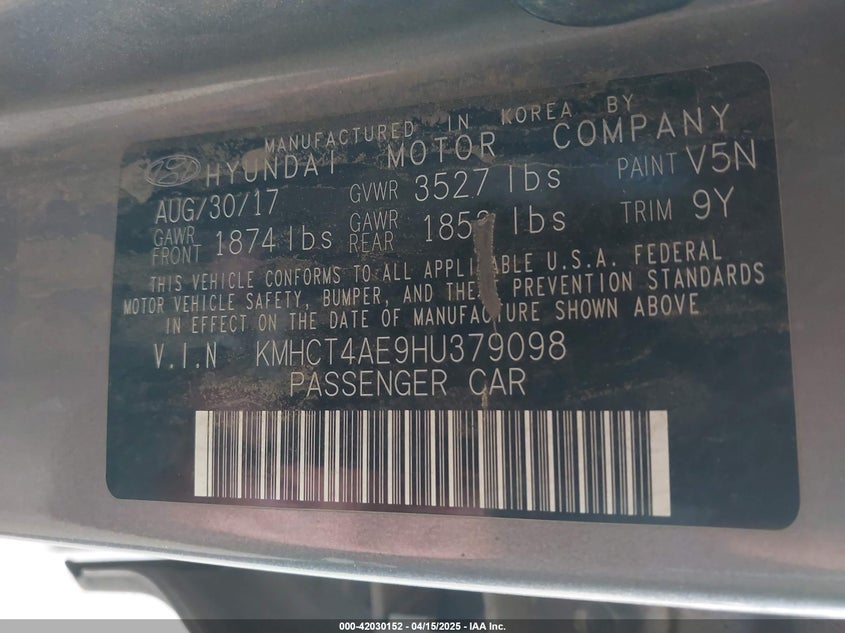 MANUFACTURED IN KOREA BY
HYUNDAI MOTOR COMPANY
AUG/30/17 GVWR 3527 lbs PAINT V5N
GAWR FRONT 1874 lbs GAWR REAR lbs TRIM 9Y
THIS VEHICLE CONFORMS TO ALL APPLICABLE U.S.A. FEDERAL
MOTOR VEHICLE SAFETY, BUMPER, AND THEFT PREVENTION STANDARDS
IN EFFECT ON THE DATE OF MANUFACTURE SHOWN ABOVE
V.I.N KMHCT4AE9HU379098
PASSENGER CAR
000-42030152 - 04/15/2025 - IAA Inc.